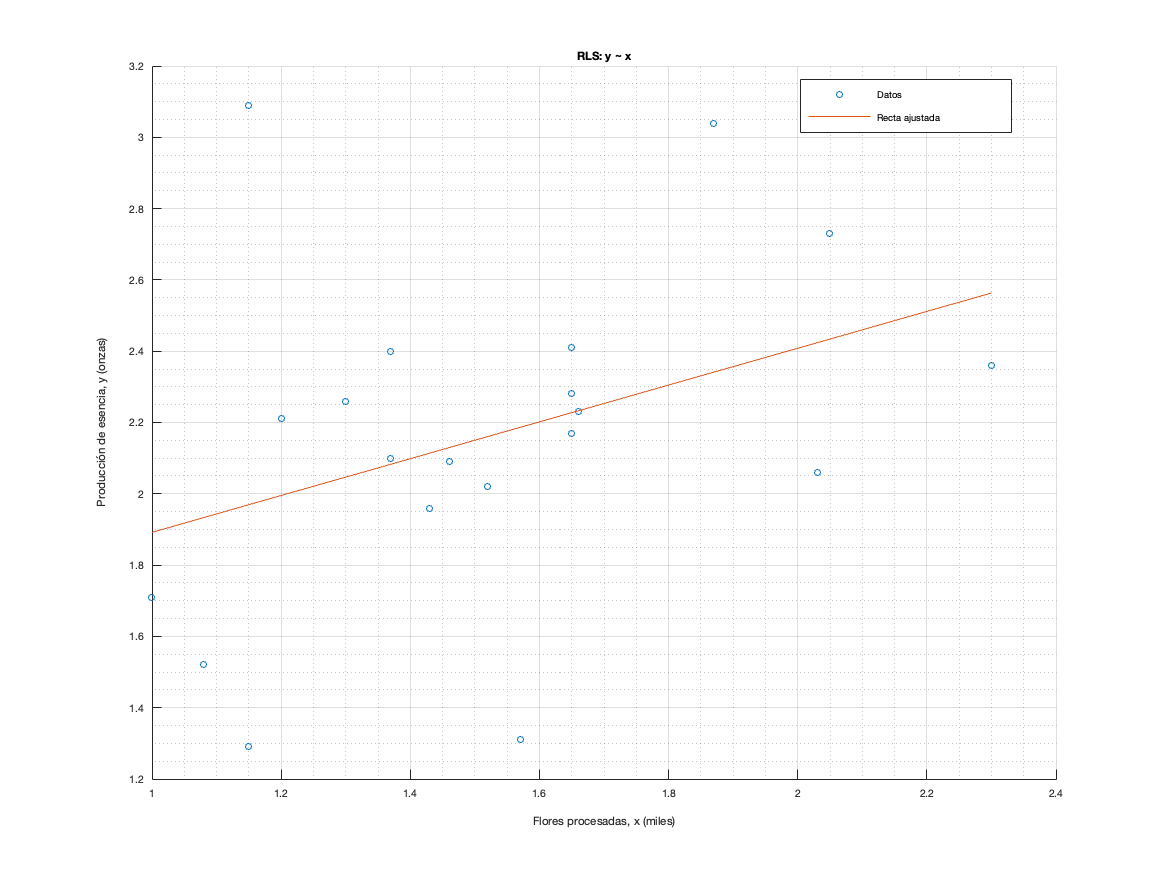 RLS: y ~ x
Datos
Recta ajustada
3.2
3
2.8
2.6
2.4
2.2
2
1.8
1.6
1.4
1.2
Producción de esencia, y (onzas)
1 1.2 1.4 1.6 1.8 2 2.2 2.4
Flores procesadas, x (miles)